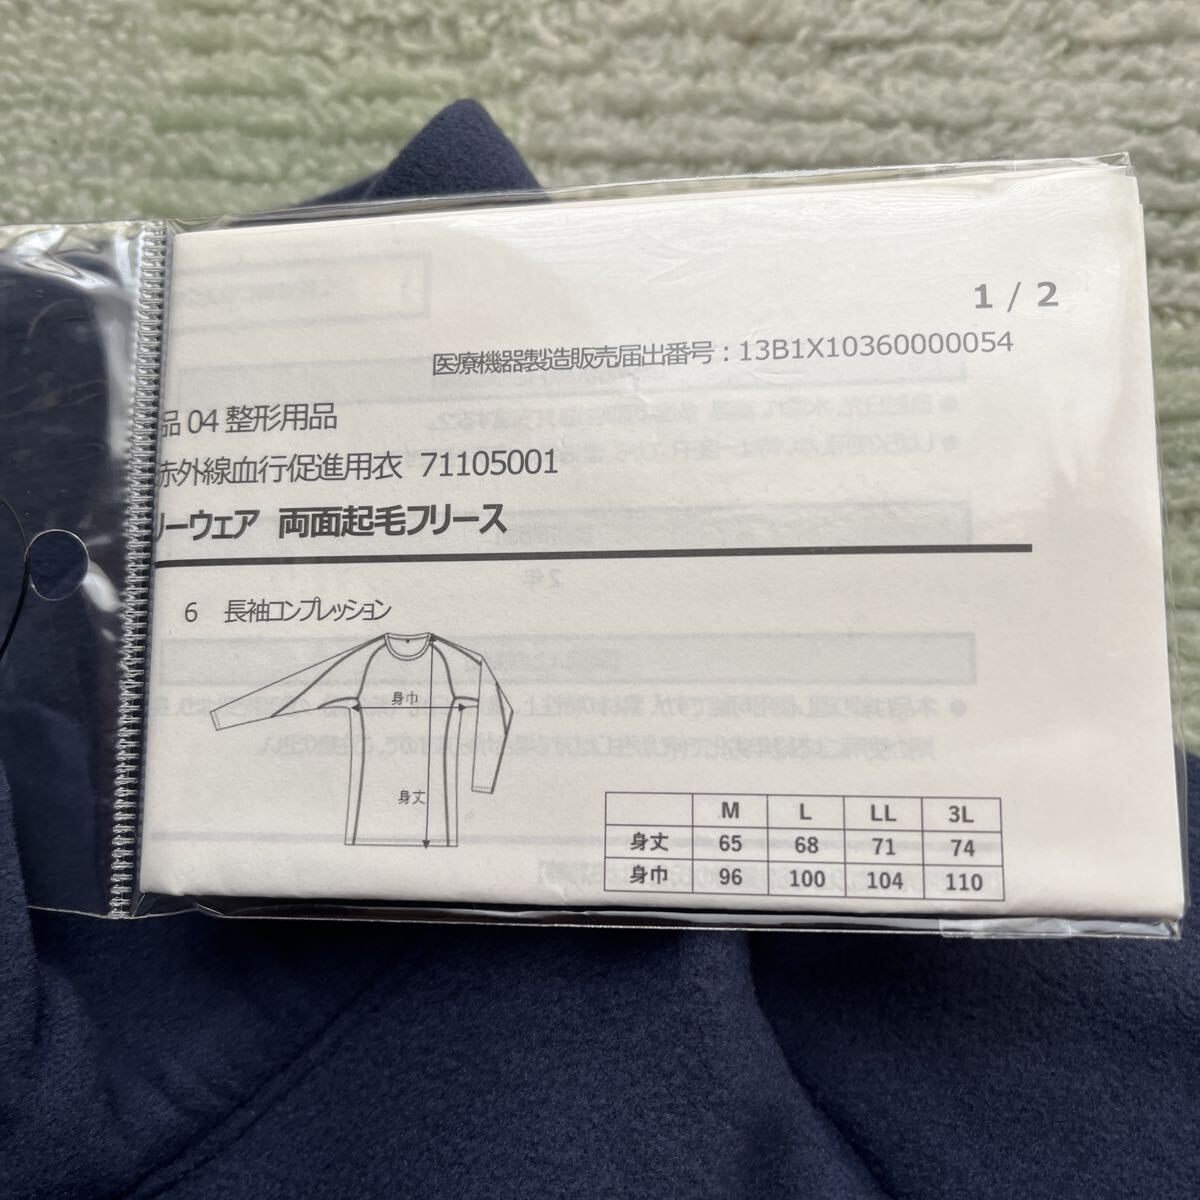 1 / 2
医療機器製造販売届出番号：13B1X10360000054
品 04 整形用品
赤外線血行促進用衣 71105001
リーウェア 両面起毛フリース
6 長袖コンプレッション
身巾
身丈
M L LL 3L
身丈 65 68 71 74
身巾 96 100 104 110